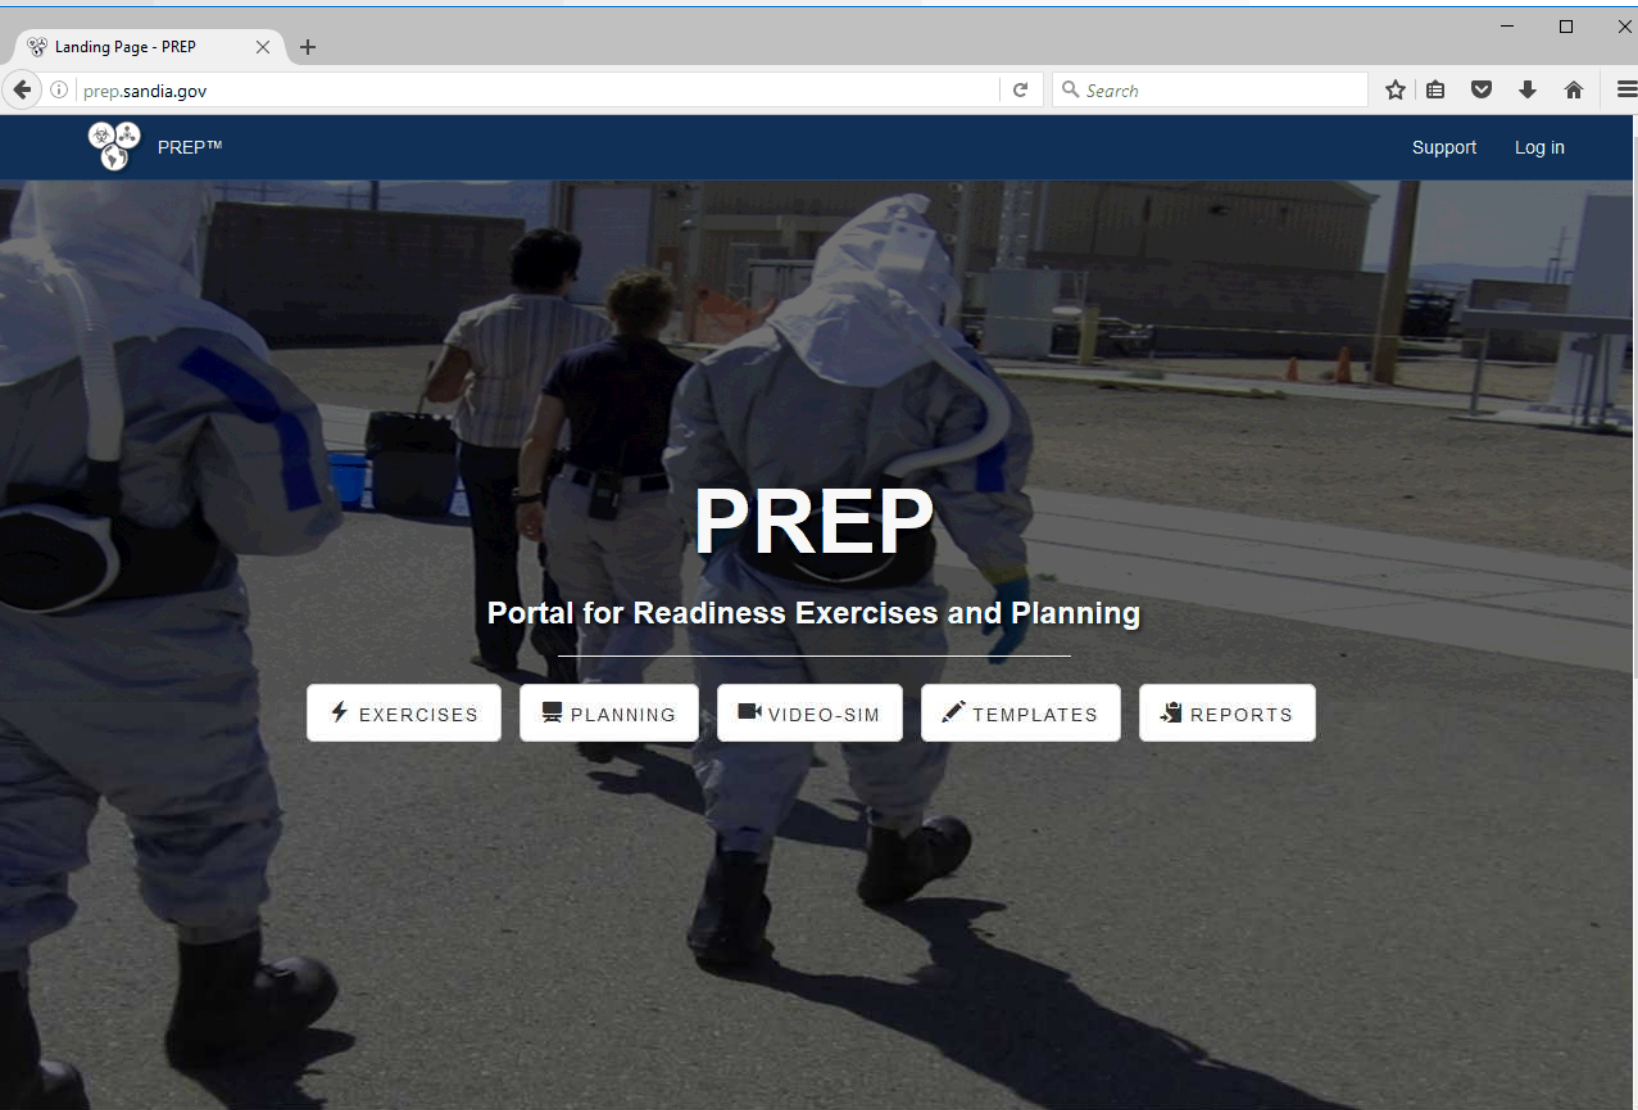 Landing Page - PREP
prep.sandia.gov
Search
PREP™
Support
Log in
PREP
Portal for Readiness Exercises and Planning
EXERCISES
PLANNING
VIDEO-SIM
TEMPLATES
REPORTS